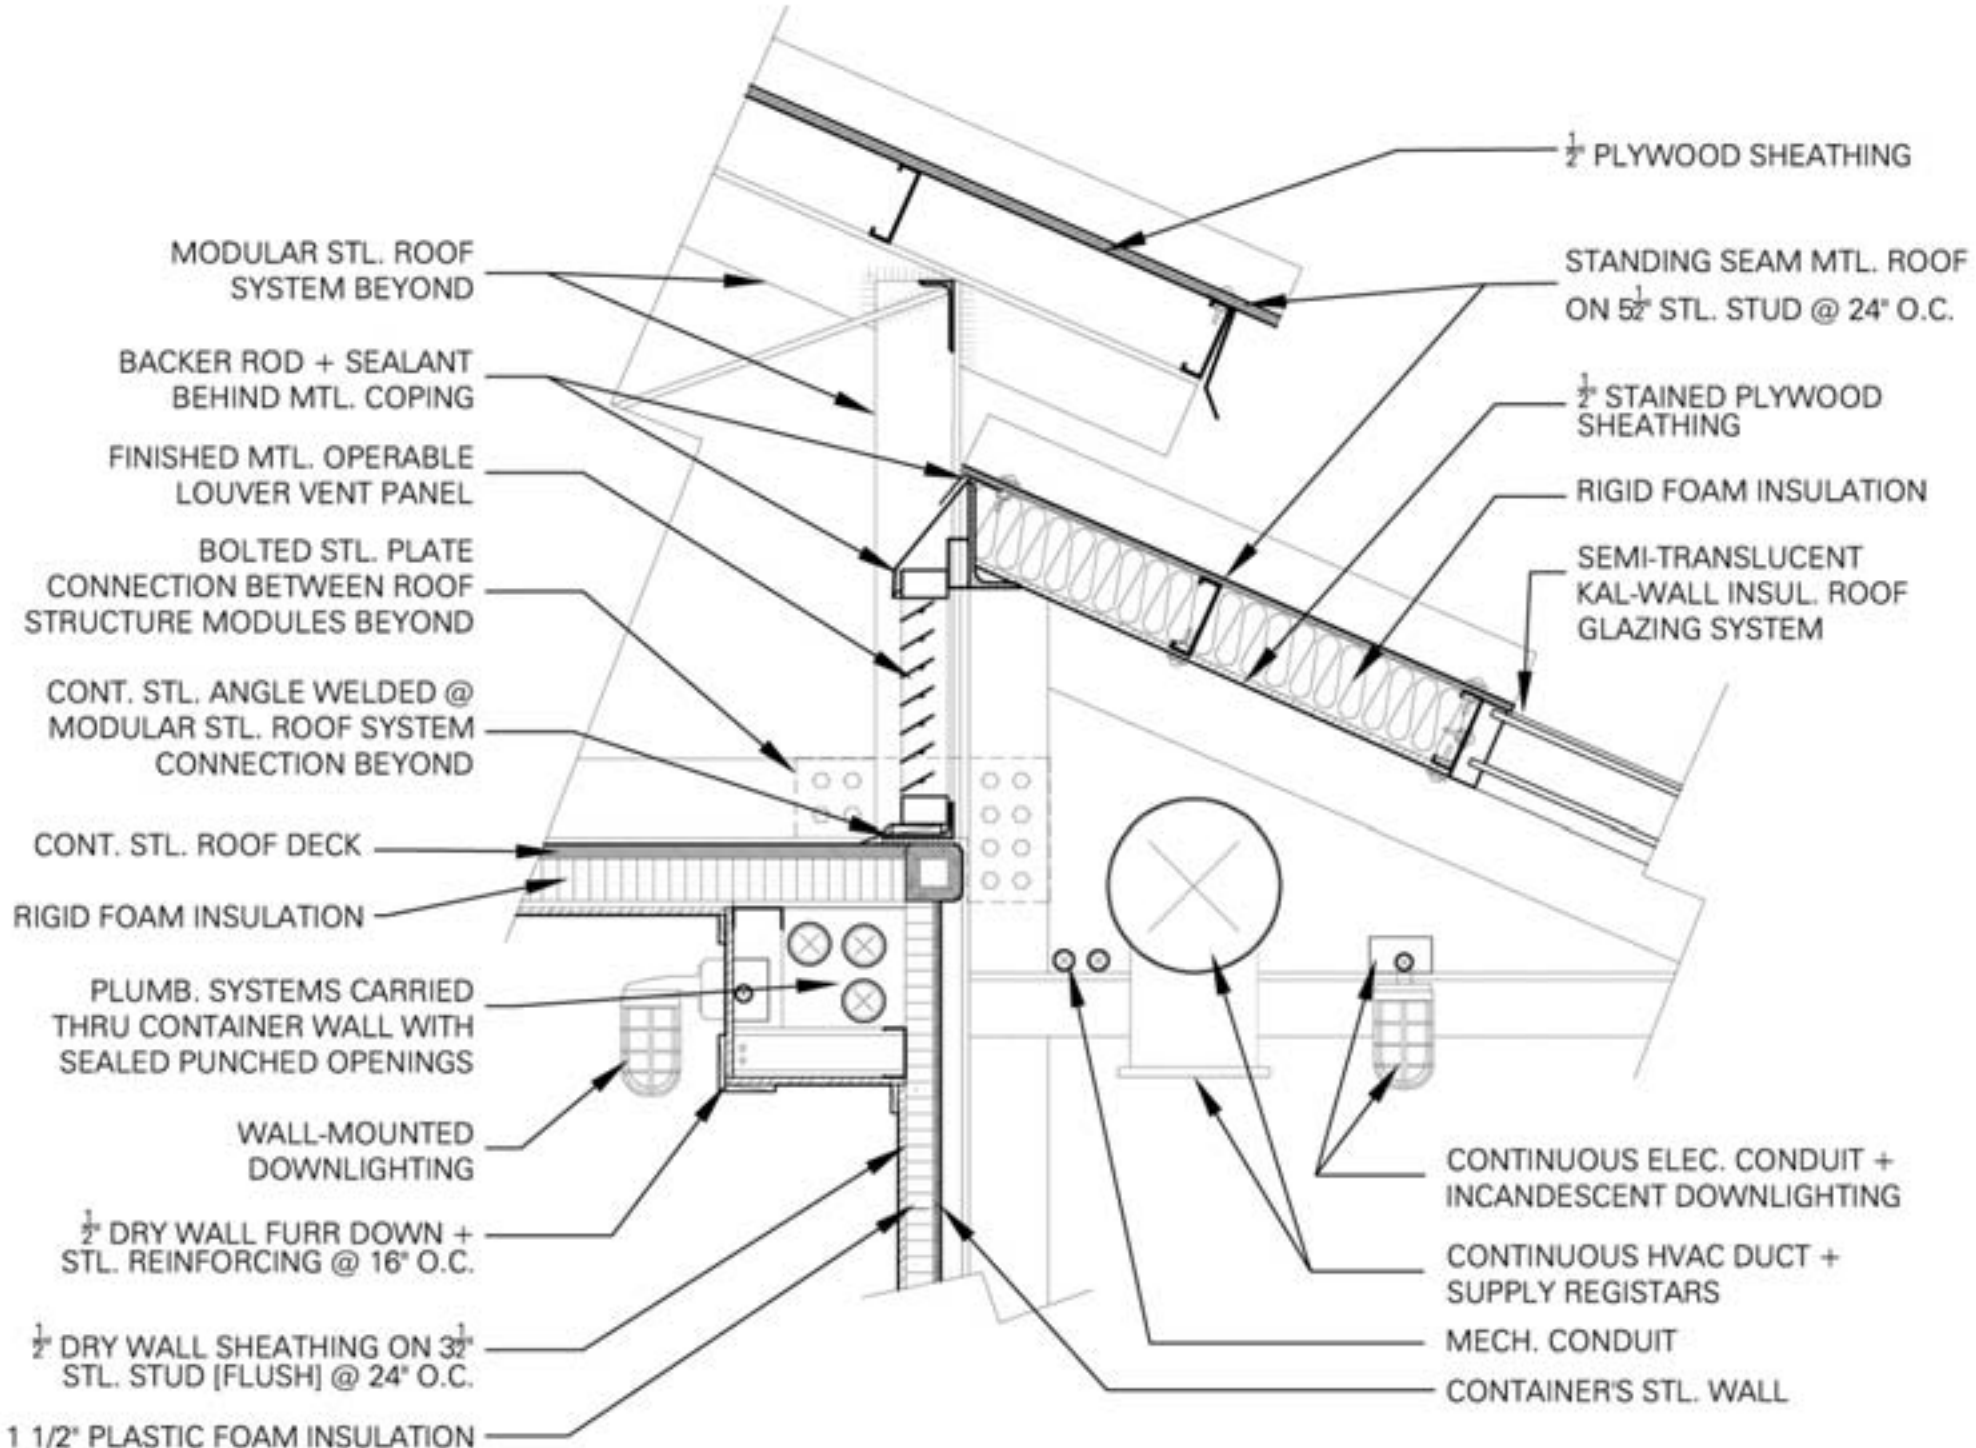 MODULAR STL. ROOF
SYSTEM BEYOND
BACKER ROD + SEALANT
BEHIND MTL. COPING
FINISHED MTL. OPERABLE
LOUVER VENT PANEL
BOLTED STL. PLATE
CONNECTION BETWEEN ROOF
STRUCTURE MODULES BEYOND
CONT. STL. ANGLE WELDED @
MODULAR STL. ROOF SYSTEM
CONNECTION BEYOND
CONT. STL. ROOF DECK
RIGID FOAM INSULATION
PLUMB. SYSTEMS CARRIED
THRU CONTAINER WALL WITH
SEALED PUNCHED OPENINGS
WALL-MOUNTED
DOWNLIGHTING
1/2" DRY WALL FURR DOWN +
STL. REINFORCING @ 16" O.C.
1/2" DRY WALL SHEATHING ON 3 1/2"
STL. STUD [FLUSH] @ 24" O.C.
1 1/2" PLASTIC FOAM INSULATION
1/2" PLYWOOD SHEATHING
STANDING SEAM MTL. ROOF
ON 5 1/2" STL. STUD @ 24" O.C.
1/2" STAINED PLYWOOD
SHEATHING
RIGID FOAM INSULATION
SEMI-TRANSLUCENT
KAL-WALL INSUL. ROOF
GLAZING SYSTEM
CONTINUOUS ELEC. CONDUIT +
INCANDESCENT DOWNLIGHTING
CONTINUOUS HVAC DUCT +
SUPPLY REGISTARS
MECH. CONDUIT
CONTAINER'S STL. WALL